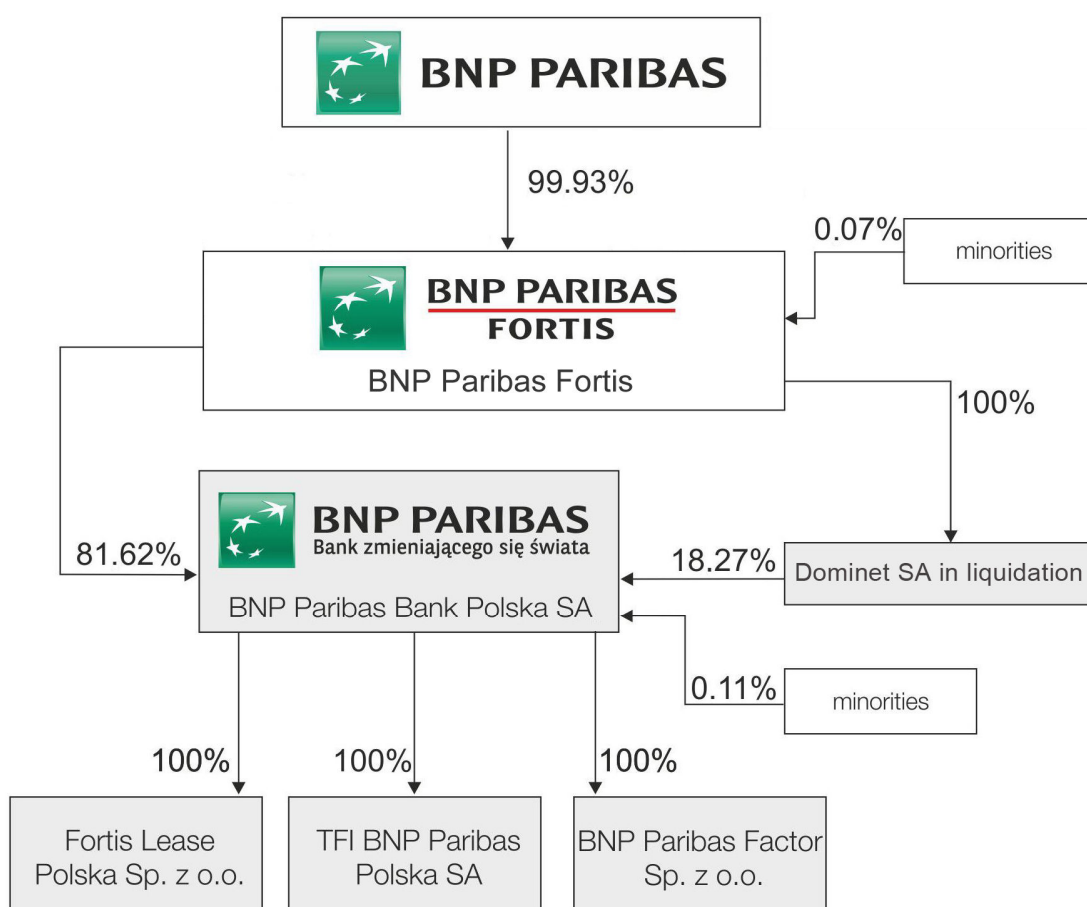 BNP PARIBAS
99.93%
0.07%
minorities
BNP PARIBAS
FORTIS
BNP Paribas Fortis
100%
BNP PARIBAS
Bank zmieniającego się świata
81.62%
18.27%
Dominet SA in liquidation
BNP Paribas Bank Polska SA
0.11%
minorities
100%
100%
100%
Fortis Lease
Polska Sp. z o.o.
TFI BNP Paribas
Polska SA
BNP Paribas Factor
Sp. z o.o.